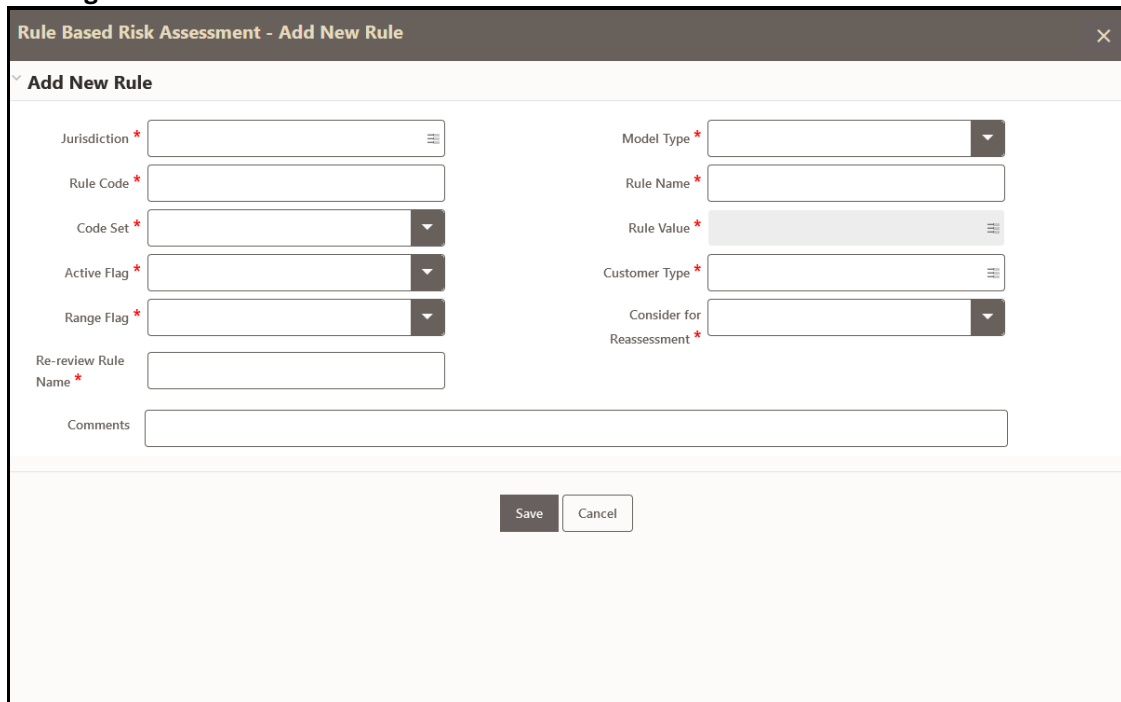 Rule Based Risk Assessment - Add New Rule
Add New Rule
Jurisdiction *
Model Type *
Rule Code *
Rule Name *
Code Set *
Rule Value *
Active Flag *
Customer Type *
Range Flag *
Consider for
Reassessment *
Re-review Rule
Name *
Comments
Save
Cancel